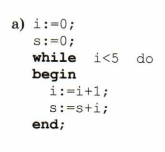 a) i:=0;
s:=0;
while i<5 do
begin
i:=i+1;
s:=s+i;
end;